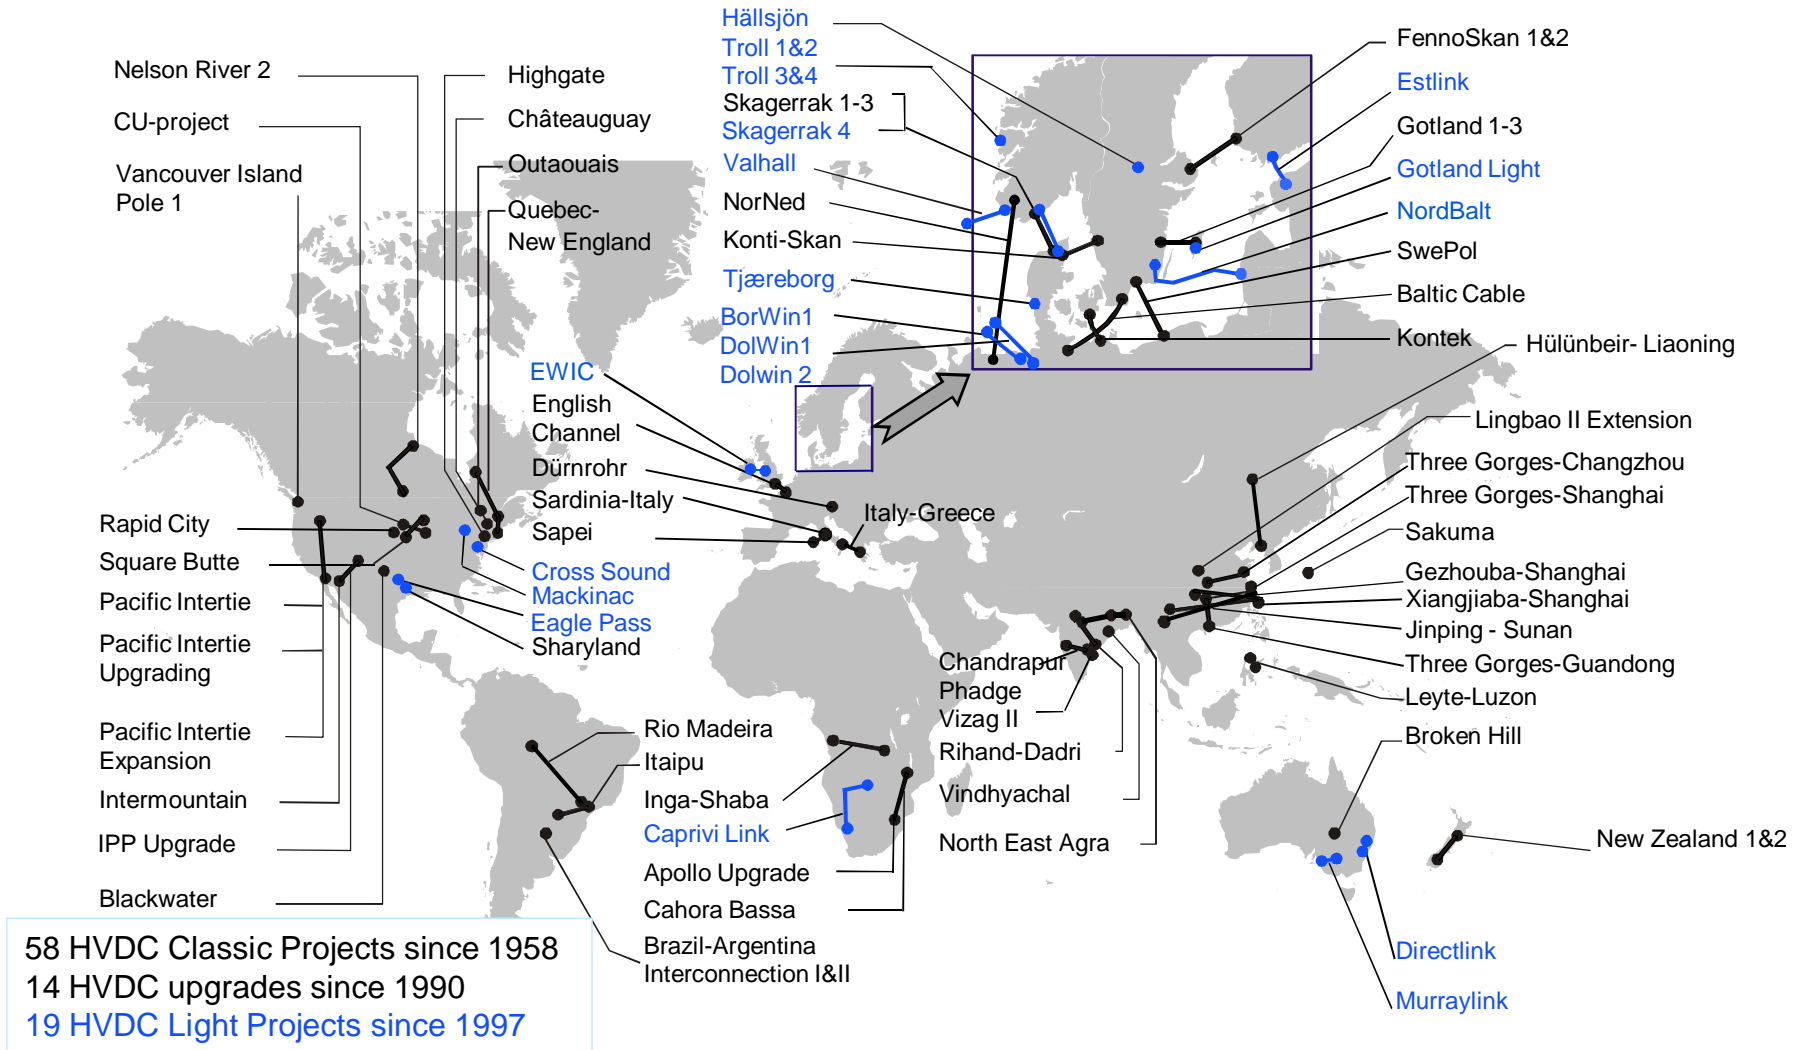 Hällsjön
Troll 1&2
Troll 3&4
Skagerrak 1-3
Skagerrak 4
Valhall
NorNed
Konti-Skan
Tjæreborg
BorWin1
DolWin1
Dolwin 2
FennoSkan 1&2
Estlink
Gotland 1-3
Gotland Light
NordBalt
SwePol
Baltic Cable
Kontek
Nelson River 2
CU-project
Vancouver Island
Pole 1
Highgate
Châteauguay
Outaouais
Quebec-
New England
Rapid City
Square Butte
Pacific Intertie
Pacific Intertie
Upgrading
Pacific Intertie
Expansion
Intermountain
IPP Upgrade
Blackwater
EWIC
English
Channel
Dürnrohr
Sardinia-Italy
Sapei
Italy-Greece
Cross Sound
Mackinac
Eagle Pass
Sharyland
Rio Madeira
Itaipu
Inga-Shaba
Caprivi Link
Apollo Upgrade
Cahora Bassa
Brazil-Argentina
Interconnection I&II
Chandrapur
Phadge
Vizag II
Rihand-Dadri
Vindhyachal
North East Agra
Hülünbeir- Liaoning
Lingbao II Extension
Three Gorges-Changzhou
Three Gorges-Shanghai
Sakuma
Gezhouba-Shanghai
Xiangjiaba-Shanghai
Jinping - Sunan
Three Gorges-Guandong
Leyte-Luzon
Broken Hill
New Zealand 1&2
Directlink
Murraylink
58 HVDC Classic Projects since 1958
14 HVDC upgrades since 1990
19 HVDC Light Projects since 1997